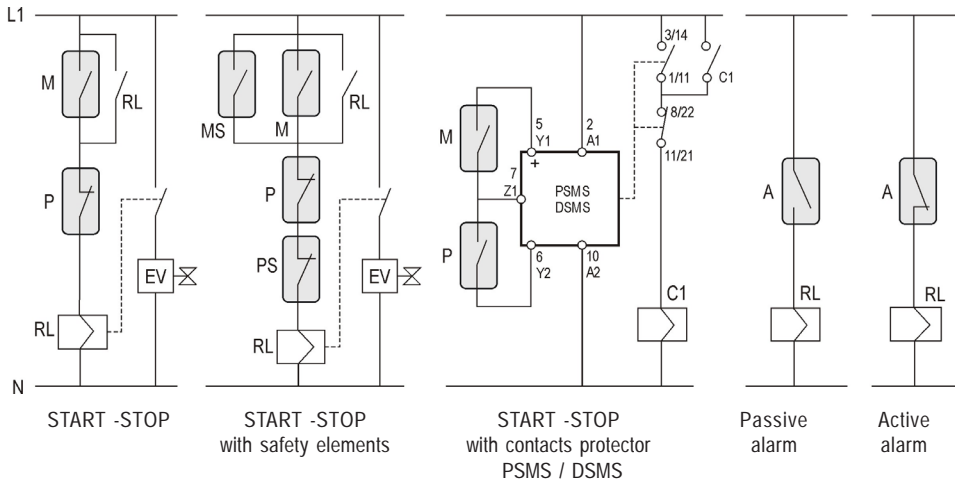 L1
M
RL
P
EV
RL
N
START -STOP
MS
M
RL
P
PS
EV
RL
START -STOP
with safety elements
M
5
Y1
+
2
A1
7
Z1
PSMS
DSMS
P
6
Y2
10
A2
3/14
1/11
C1
8/22
11/21
C1
START -STOP
with contacts protector
PSMS / DSMS
A
RL
Passive
alarm
A
RL
Active
alarm